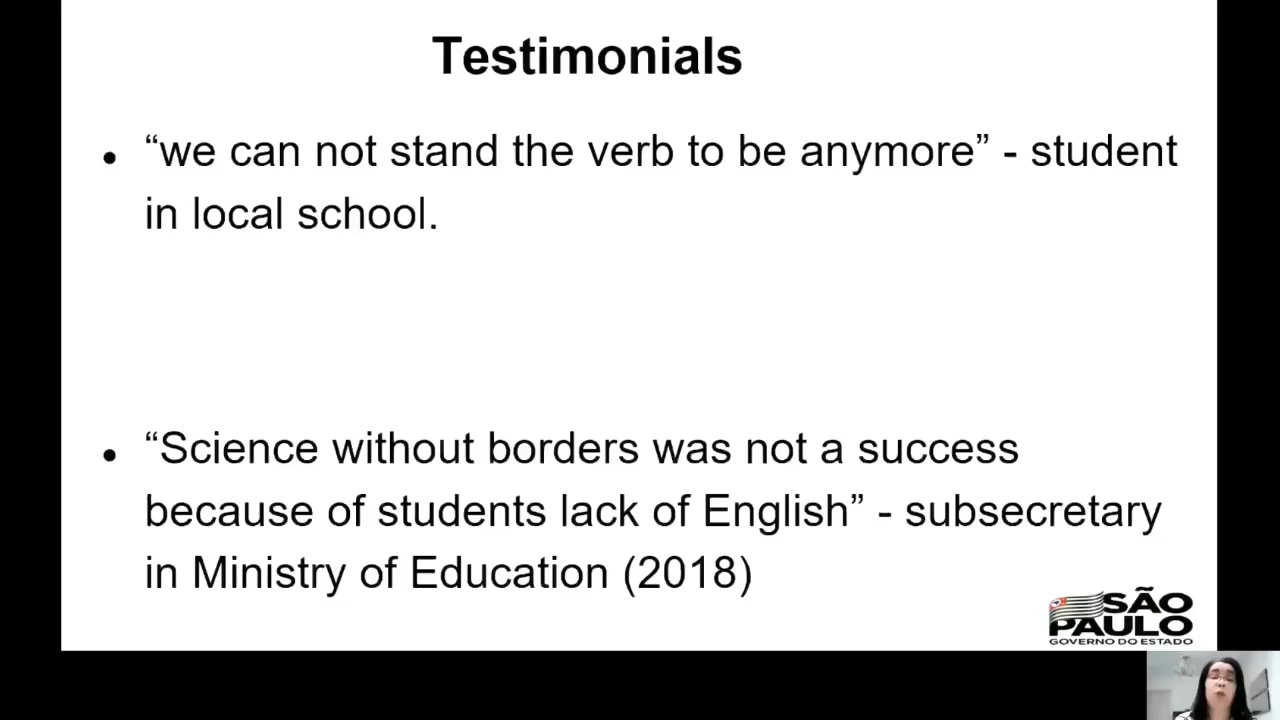 Testimonials
“we can not stand the verb to be anymore” - student
in local school.
“Science without borders was not a success
because of students lack of English” - subsecretary
in Ministry of Education (2018)
SÃO
PAULO
GOVERNO DO ESTADO